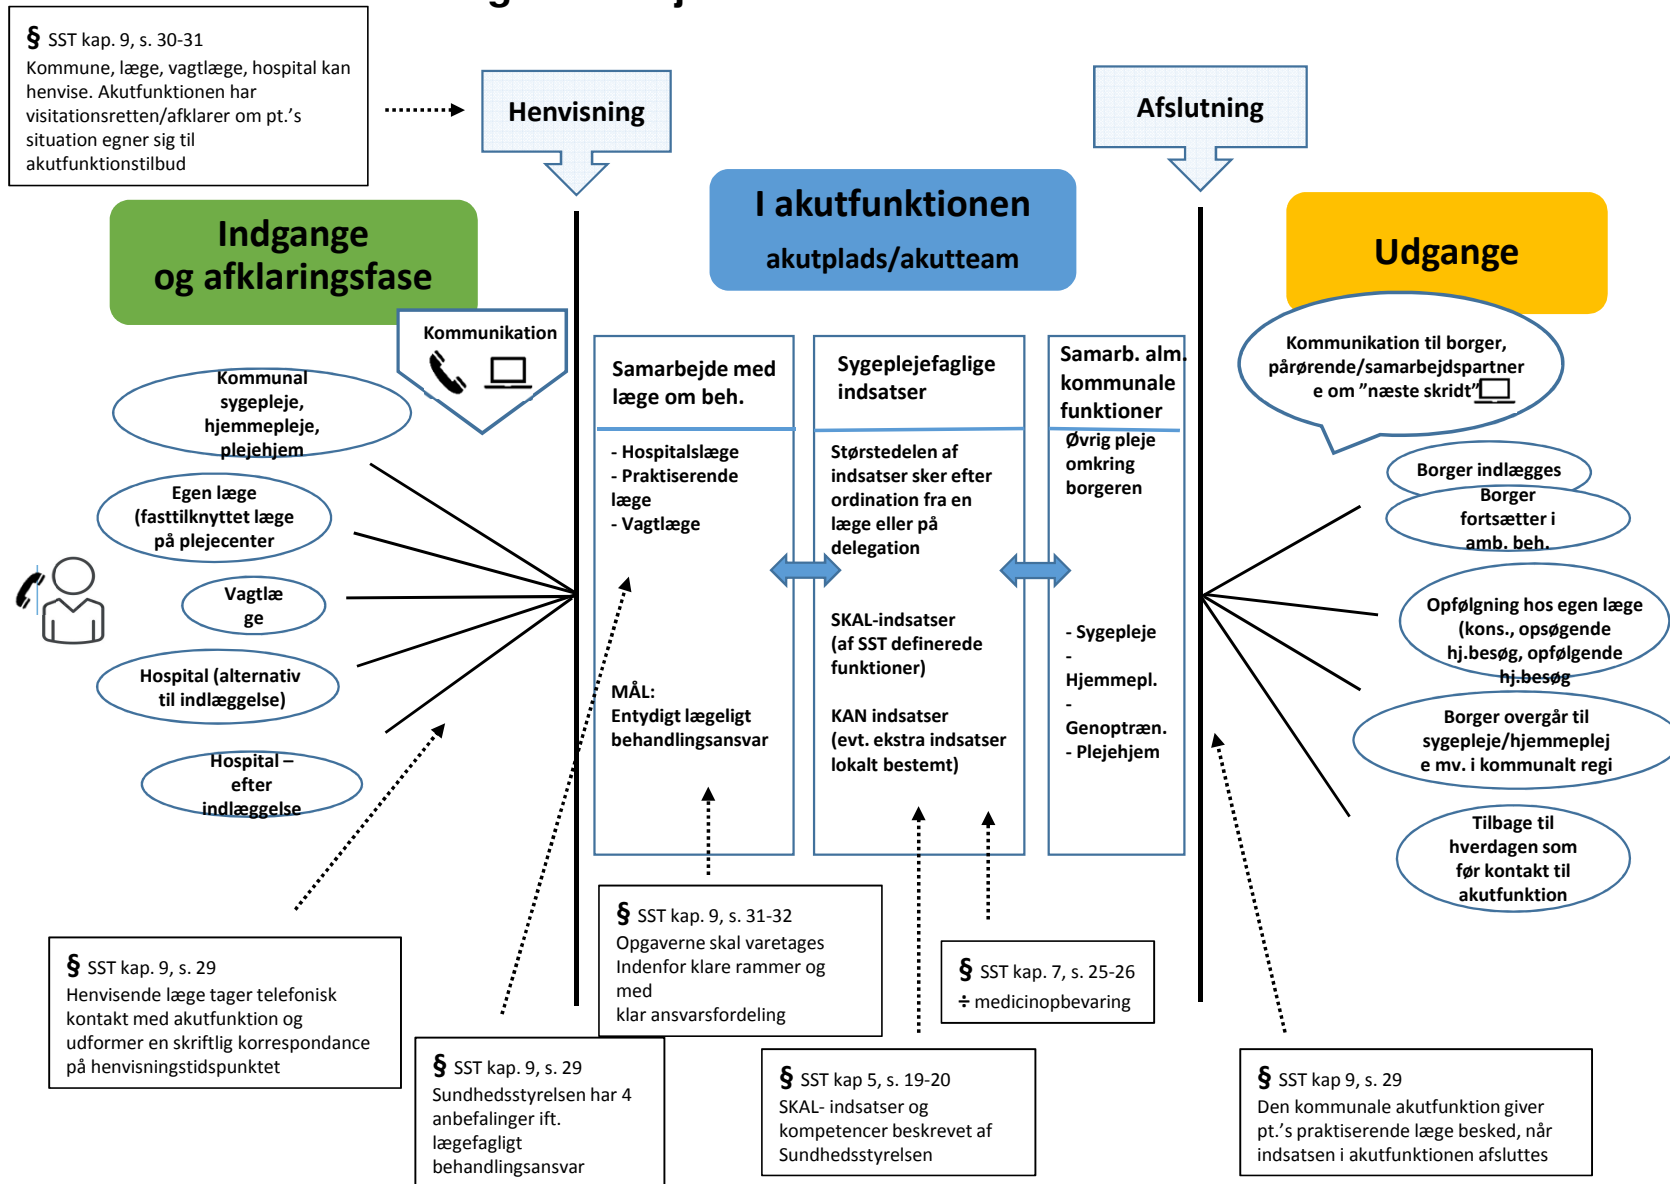 § SST kap. 9, s. 30-31
Kommune, læge, vagtlæge, hospital kan
henvise. Akutfunktionen har
visitationsretten/afklarer om pt.’s
situation egner sig til
akutfunktionstilbud
Henvisning
Afslutning
Indgange
og afklaringsfase
I akutfunktionen
akutplads/akutteam
Udgange
Kommunikation
Kommunal
sygepleje,
hjemmepleje,
plejehjem
Egen læge
(fasttilknyttet læge
på plejecenter
Vagtlæ
ge
Hospital (alternativ
til indlæggelse)
Hospital –
efter
indlæggelse
Samarbejde med
læge om beh.
- Hospitalslæge
- Praktiserende
læge
- Vagtlæge
MÅL:
Entydigt lægeligt
behandlingsansvar
Sygeplejefaglige
indsatser
Størstedelen af
indsatser sker efter
ordination fra en
læge eller på
delegation
SKAL-indsatser
(af SST definerede
funktioner)
KAN indsatser
(evt. ekstra indsatser
lokalt bestemt)
Samarb. alm.
kommunale
funktioner
Øvrig pleje
omkring
borgeren
- Sygepleje
-
Hjemmepl.
-
Genoptræn.
- Plejehjem
Kommunikation til borger,
pårørende/samarbejdspartner
e om ”næste skridt”
Borger indlægges
Borger
fortsætter i
amb. beh.
Opfølgning hos egen læge
(kons., opsøgende
hj.besøg, opfølgende
hj.besøg
Borger overgår til
sygepleje/hjemmeplej
e mv. i kommunalt regi
Tilbage til
hverdagen som
før kontakt til
akutfunktion
§ SST kap. 9, s. 29
Henvisende læge tager telefonisk
kontakt med akutfunktion og
udformer en skriftlig korrespondance
på henvisningstidspunktet
§ SST kap. 9, s. 29
Sundhedsstyrelsen har 4
anbefalinger ift.
lægefagligt
behandlingsansvar
§ SST kap. 9, s. 31-32
Opgaverne skal varetages
Indenfor klare rammer og
med
klar ansvarsfordeling
§ SST kap 5, s. 19-20
SKAL- indsatser og
kompetencer beskrevet af
Sundhedsstyrelsen
§ SST kap. 7, s. 25-26
÷ medicinopbevaring
§ SST kap 9, s. 29
Den kommunale akutfunktion giver
pt.’s praktiserende læge besked, når
indsatsen i akutfunktionen afsluttes